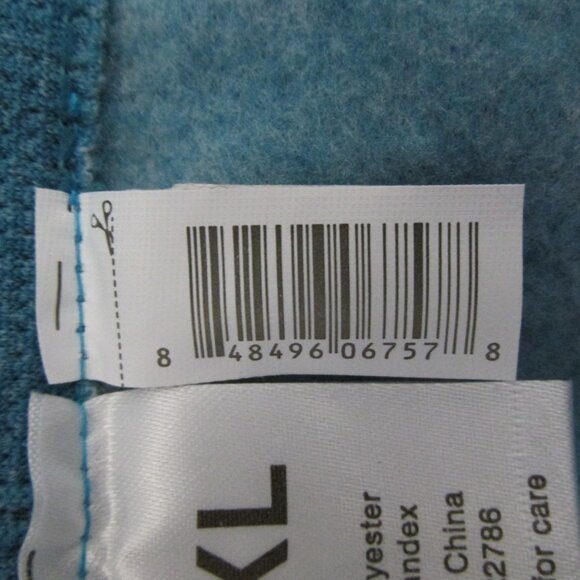 8 48496 06757 8
XL
yester
andex
China
2786
or care